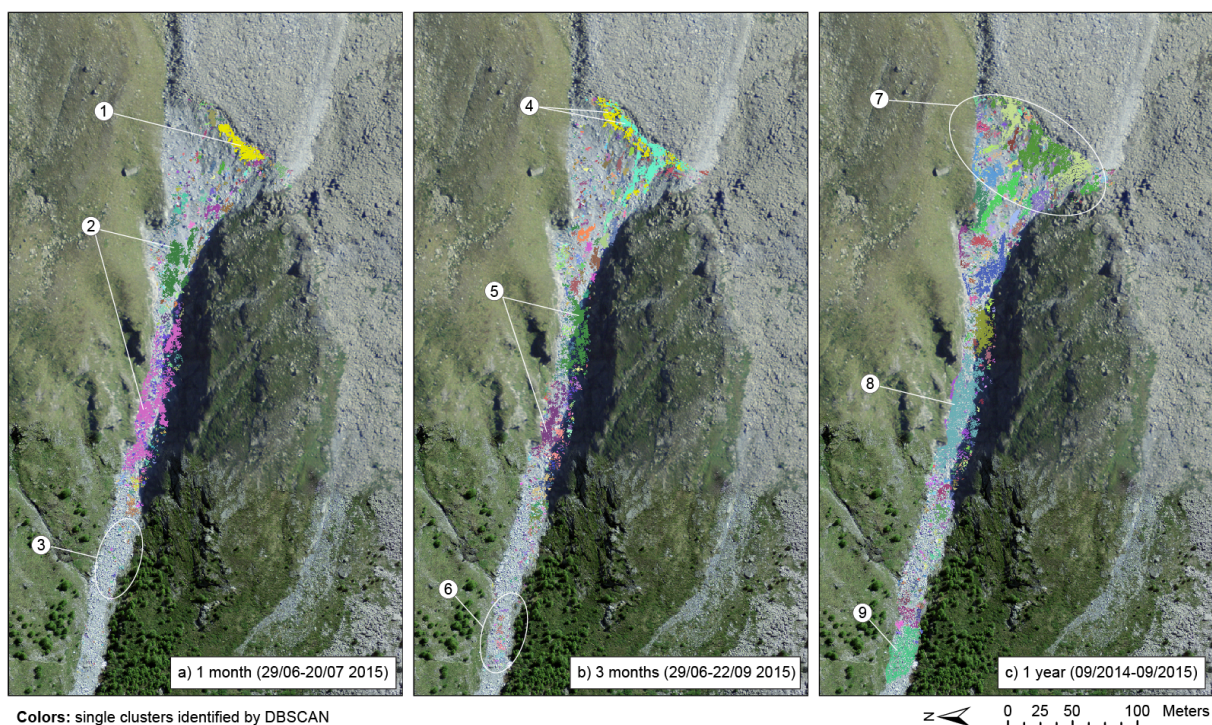 1
2
3
a) 1 month (29/06-20/07 2015)
4
5
6
b) 3 months (29/06-22/09 2015)
7
8
9
c) 1 year (09/2014-09/2015)
Colors: single clusters identified by DBSCAN
N
0 25 50 100 Meters